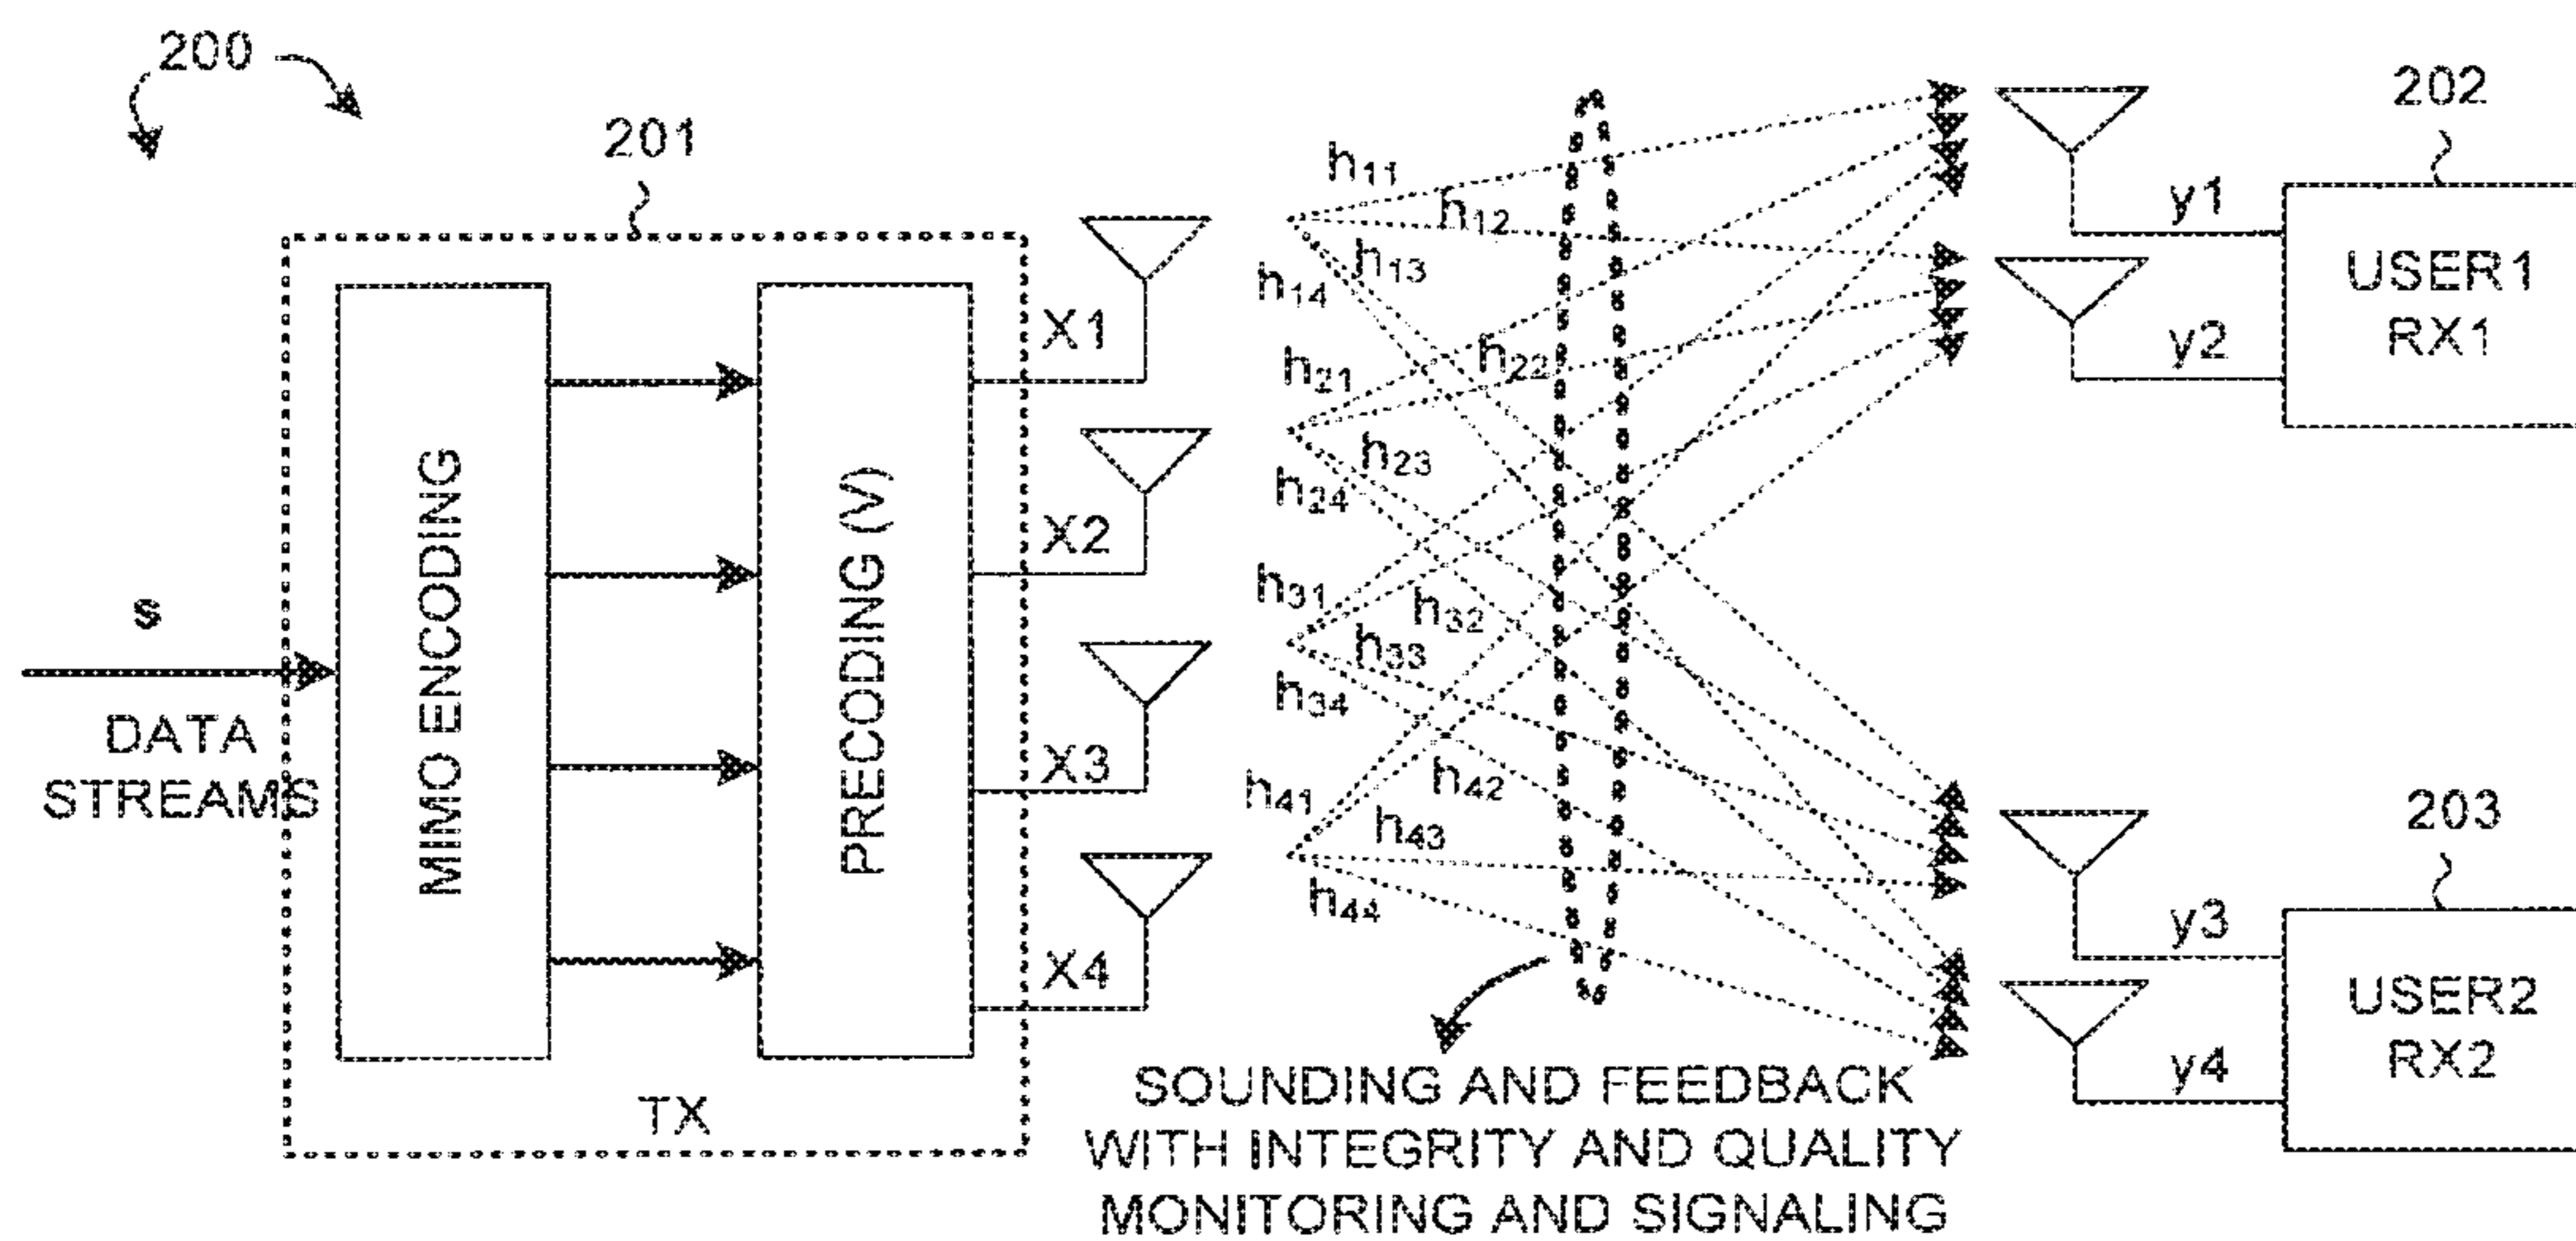 200
201
202
203
MIMO ENCODING
PRECODING (V)
s
DATA
STREAMS
TX
X1
X2
X3
X4
h11
h12
h13
h14
h21
h22
h23
h24
h31
h32
h33
h34
h41
h42
h43
h44
y1
y2
USER1
RX1
y3
y4
USER2
RX2
SOUNDING AND FEEDBACK
WITH INTEGRITY AND QUALITY
MONITORING AND SIGNALING